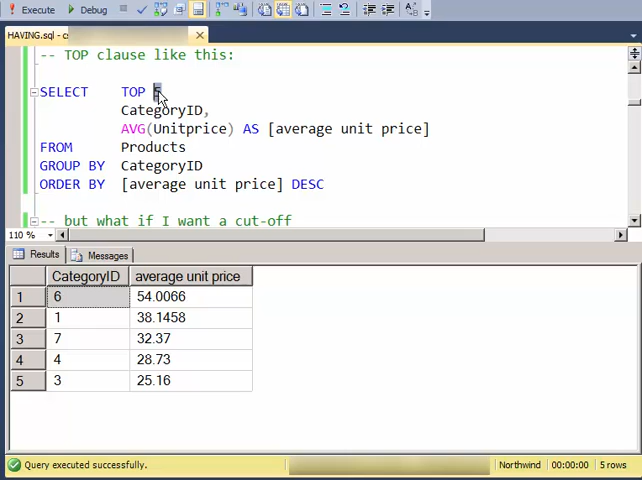 Execute Debug
HAVING.sql - c
-- TOP clause like this:
SELECT TOP 5
CategoryID,
AVG(Unitprice) AS [average unit price]
FROM Products
GROUP BY CategoryID
ORDER BY [average unit price] DESC
-- but what if I want a cut-off
110 %
Results Messages
CategoryID average unit price
1 6 54.0066
2 1 38.1458
3 7 32.37
4 4 28.73
5 3 25.16
Query executed successfully. Northwind 00:00:00 5 rows